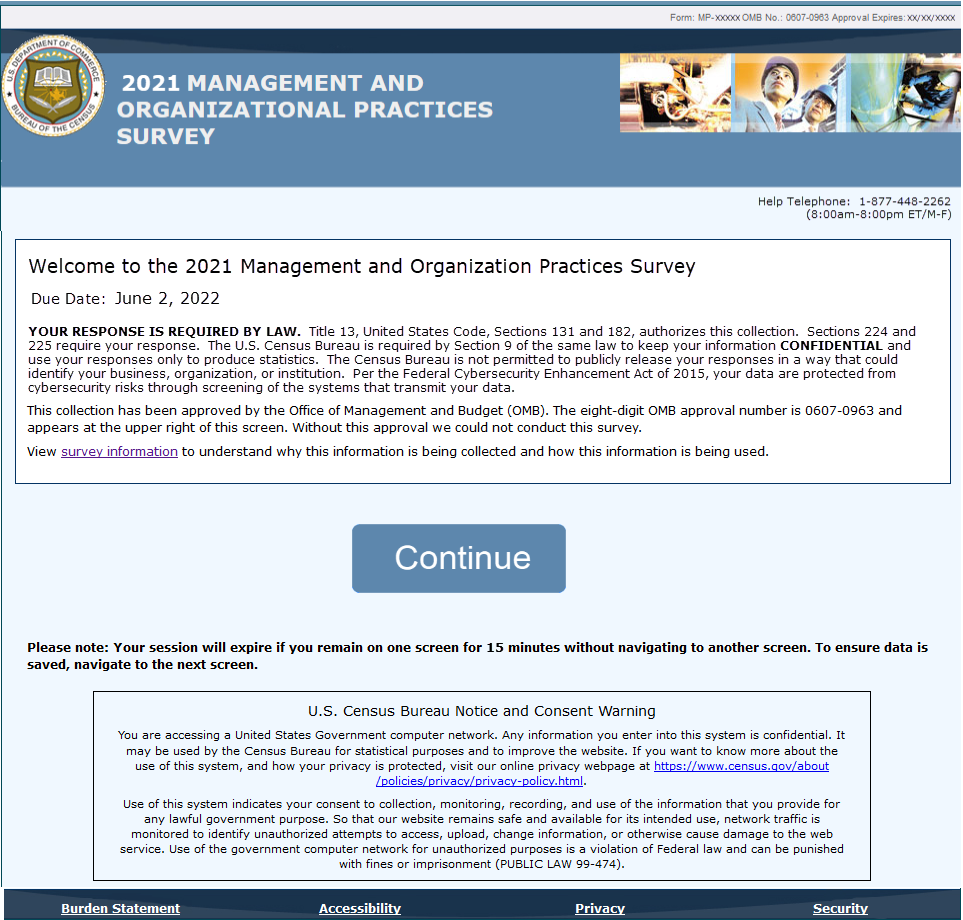 Form: MP-XXXXX OMB No.: 0607-0963 Approval Expires: XX/XX/XXXX
U.S. DEPARTMENT OF COMMERCE
BUREAU OF THE CENSUS
2021 MANAGEMENT AND
ORGANIZATIONAL PRACTICES
SURVEY
Help Telephone: 1-877-448-2262
(8:00am-8:00pm ET/M-F)
Welcome to the 2021 Management and Organization Practices Survey
Due Date: June 2, 2022
YOUR RESPONSE IS REQUIRED BY LAW. Title 13, United States Code, Sections 131 and 182, authorizes this collection. Sections 224 and
225 require your response. The U.S. Census Bureau is required by Section 9 of the same law to keep your information CONFIDENTIAL and
use your responses only to produce statistics. The Census Bureau is not permitted to publicly release your responses in a way that could
identify your business, organization, or institution. Per the Federal Cybersecurity Enhancement Act of 2015, your data are protected from
cybersecurity risks through screening of the systems that transmit your data.
This collection has been approved by the Office of Management and Budget (OMB). The eight-digit OMB approval number is 0607-0963 and
appears at the upper right of this screen. Without this approval we could not conduct this survey.
View survey information to understand why this information is being collected and how this information is being used.
Continue
Please note: Your session will expire if you remain on one screen for 15 minutes without navigating to another screen. To ensure data is
saved, navigate to the next screen.
U.S. Census Bureau Notice and Consent Warning
You are accessing a United States Government computer network. Any information you enter into this system is confidential. It
may be used by the Census Bureau for statistical purposes and to improve the website. If you want to know more about the
use of this system, and how your privacy is protected, visit our online privacy webpage at https://www.census.gov/about
/policies/privacy/privacy-policy.html.
Use of this system indicates your consent to collection, monitoring, recording, and use of the information that you provide for
any lawful government purpose. So that our website remains safe and available for its intended use, network traffic is
monitored to identify unauthorized attempts to access, upload, change information, or otherwise cause damage to the web
service. Use of the government computer network for unauthorized purposes is a violation of Federal law and can be punished
with fines or imprisonment (PUBLIC LAW 99-474).
Burden Statement Accessibility Privacy Security